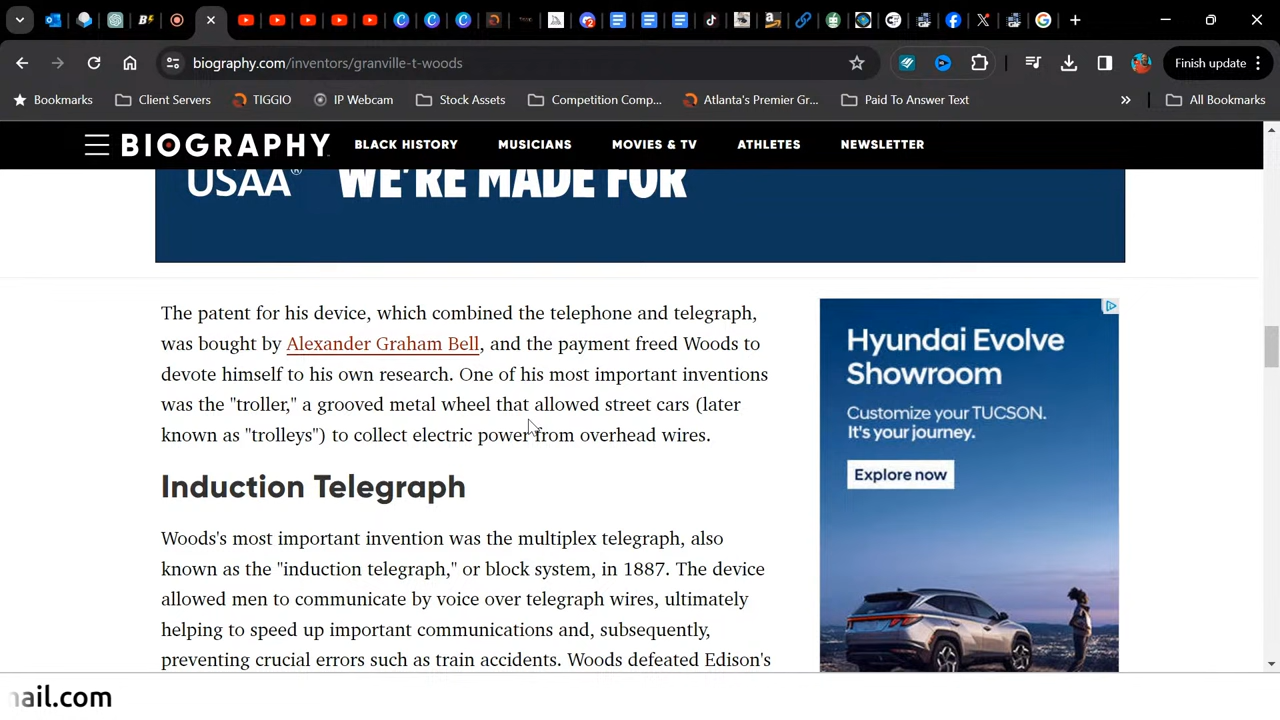 biography.com/inventors/granville-t-woods
Finish update
Bookmarks
Client Servers
TIGGIO
IP Webcam
Stock Assets
Competition Comp...
Atlanta's Premier Gr...
Paid To Answer Text
»
All Bookmarks
BIOGRAPHY
BLACK HISTORY
MUSICIANS
MOVIES & TV
ATHLETES
NEWSLETTER
USAA® WE'RE MADE FOR
The patent for his device, which combined the telephone and telegraph,
was bought by Alexander Graham Bell, and the payment freed Woods to
devote himself to his own research. One of his most important inventions
was the "troller," a grooved metal wheel that allowed street cars (later
known as "trolleys") to collect electric power from overhead wires.
Induction Telegraph
Woods's most important invention was the multiplex telegraph, also
known as the "induction telegraph," or block system, in 1887. The device
allowed men to communicate by voice over telegraph wires, ultimately
helping to speed up important communications and, subsequently,
preventing crucial errors such as train accidents. Woods defeated Edison's
Hyundai Evolve
Showroom
Customize your TUCSON.
It's your journey.
Explore now
nail.com